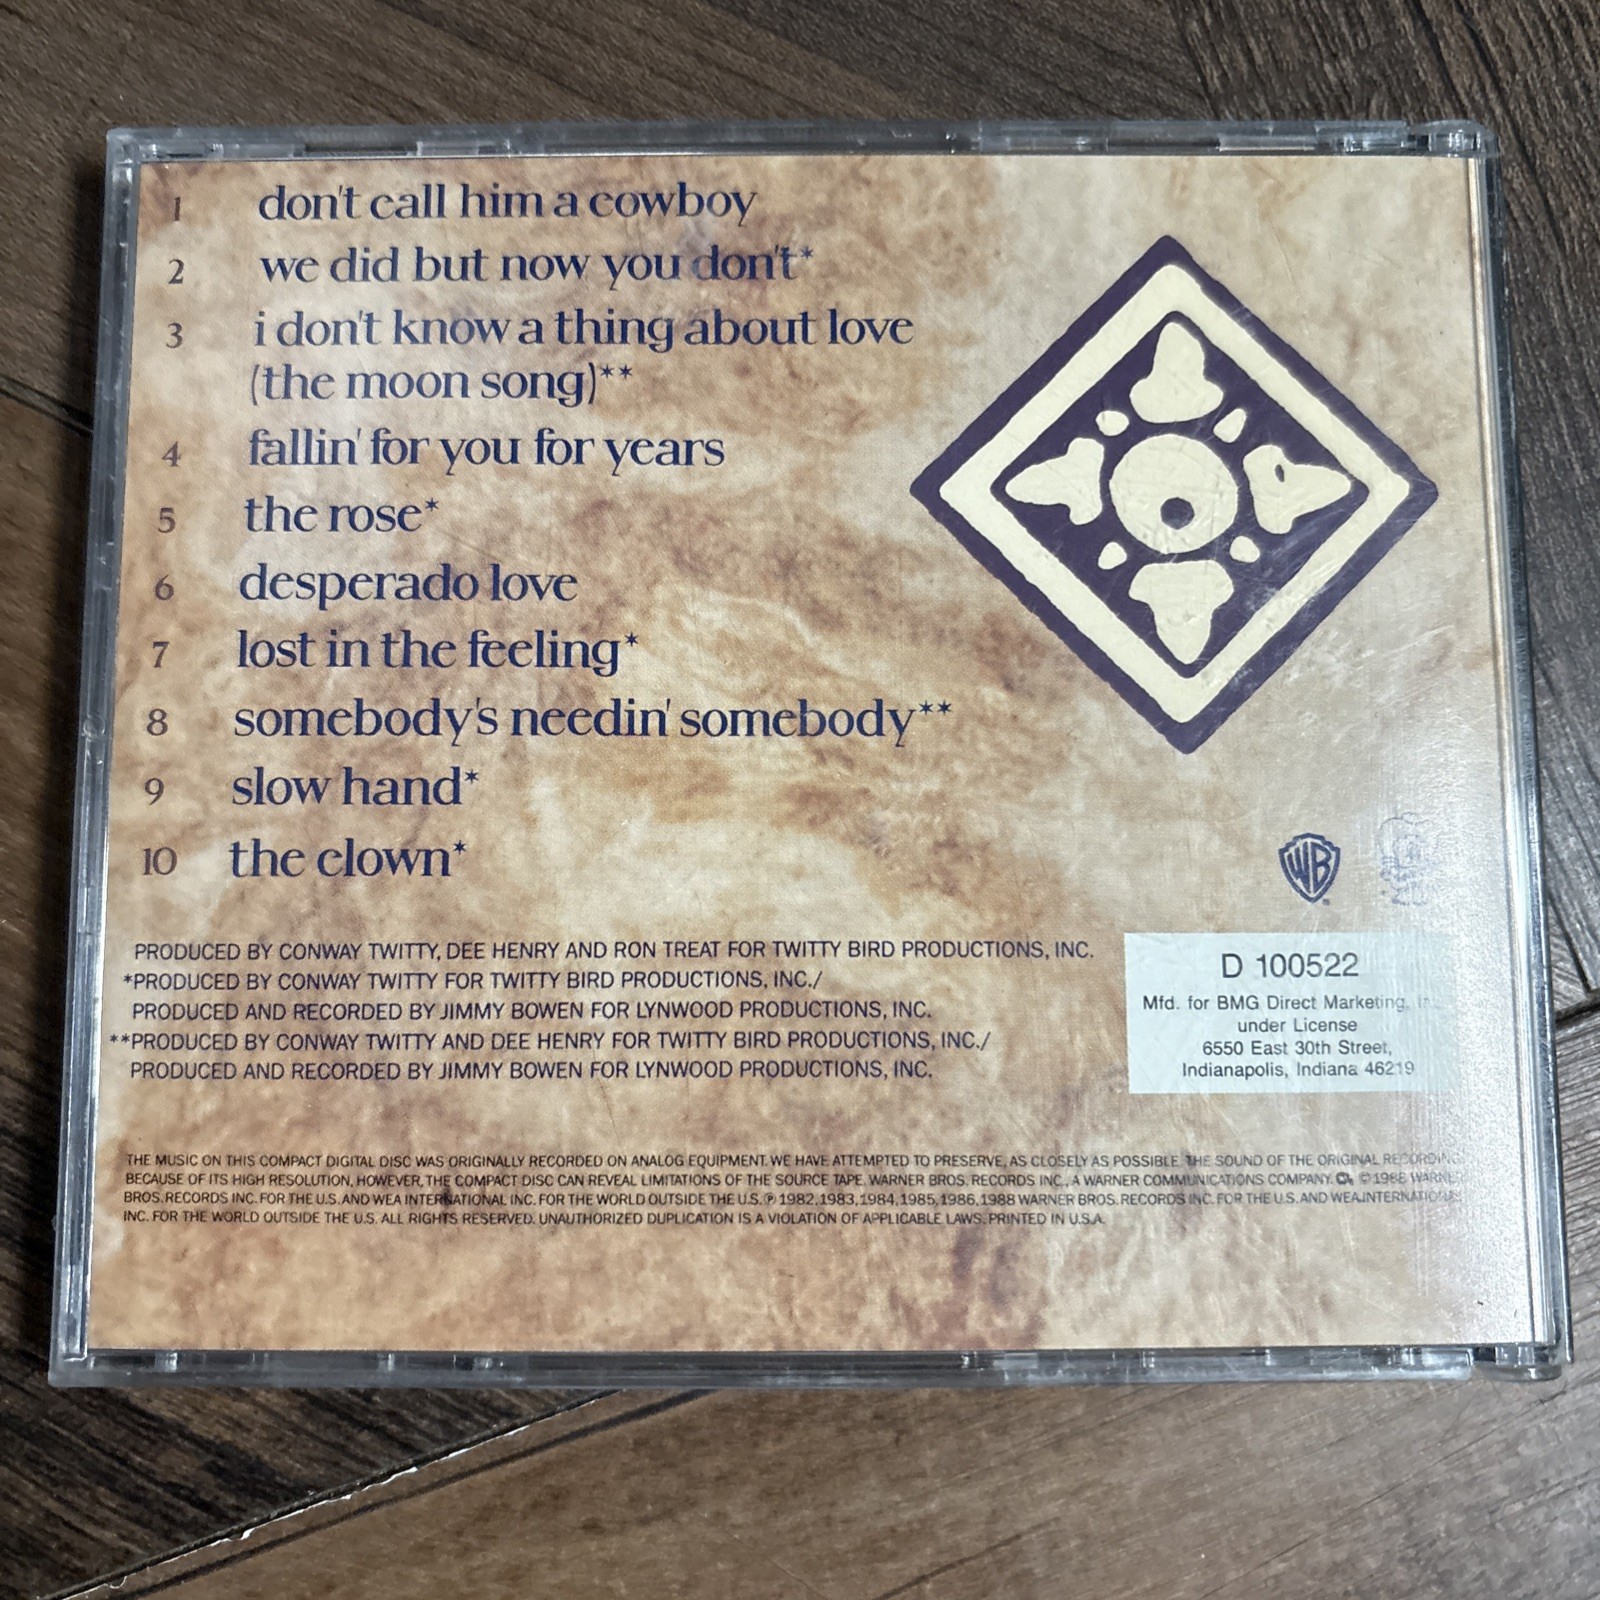 1 don't call him a cowboy
2 we did but now you don't*
3 i don't know a thing about love
(the moon song)**
4 fallin' for you for years
5 the rose*
6 desperado love
7 lost in the feeling*
8 somebody's needin' somebody**
9 slow hand*
10 the clown*
WB
PRODUCED BY CONWAY TWITTY, DEE HENRY AND RON TREAT FOR TWITTY BIRD PRODUCTIONS, INC.
*PRODUCED BY CONWAY TWITTY FOR TWITTY BIRD PRODUCTIONS, INC./
PRODUCED AND RECORDED BY JIMMY BOWEN FOR LYNWOOD PRODUCTIONS, INC.
**PRODUCED BY CONWAY TWITTY AND DEE HENRY FOR TWITTY BIRD PRODUCTIONS, INC./
PRODUCED AND RECORDED BY JIMMY BOWEN FOR LYNWOOD PRODUCTIONS, INC.
D 100522
Mfd. for BMG Direct Marketing,
under License
6550 East 30th Street,
Indianapolis, Indiana 46219
THE MUSIC ON THIS COMPACT DIGITAL DISC WAS ORIGINALLY RECORDED ON ANALOG EQUIPMENT. WE HAVE ATTEMPTED TO PRESERVE, AS CLOSELY AS POSSIBLE, THE SOUND OF THE ORIGINAL RECORDING.
BECAUSE OF ITS HIGH RESOLUTION, HOWEVER, THE COMPACT DISC CAN REVEAL LIMITATIONS OF THE SOURCE TAPE. WARNER BROS. RECORDS INC., A WARNER COMMUNICATIONS COMPANY. © 1988 WARNER
BROS. RECORDS INC. FOR THE U.S. AND WEA INTERNATIONAL INC. FOR THE WORLD OUTSIDE THE U.S. ℗ 1982, 1983, 1984, 1985, 1986, 1988 WARNER BROS. RECORDS INC. FOR THE U.S. AND WEA INTERNATIONAL
INC. FOR THE WORLD OUTSIDE THE U.S. ALL RIGHTS RESERVED. UNAUTHORIZED DUPLICATION IS A VIOLATION OF APPLICABLE LAWS. PRINTED IN U.S.A.